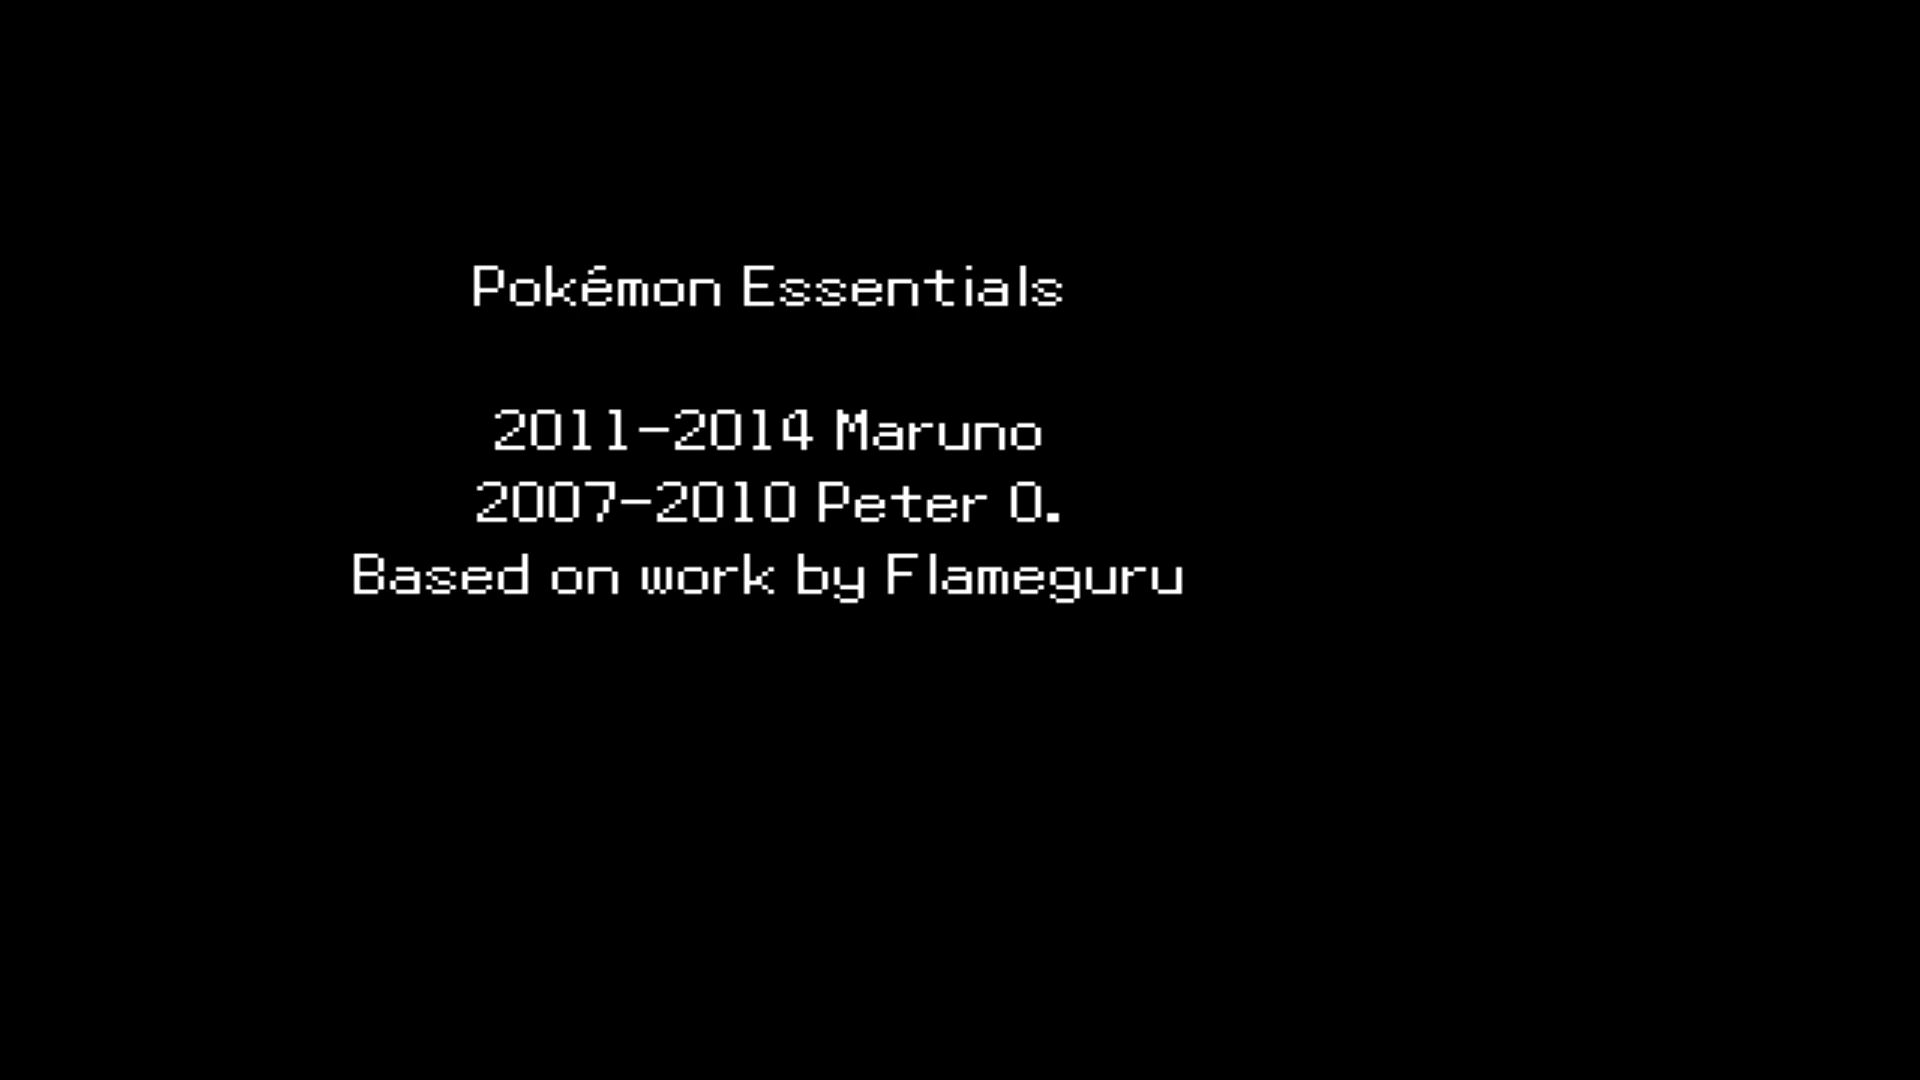 Pokémon Essentials
2011-2014 Maruno
2007-2010 Peter O.
Based on work by Flameguru